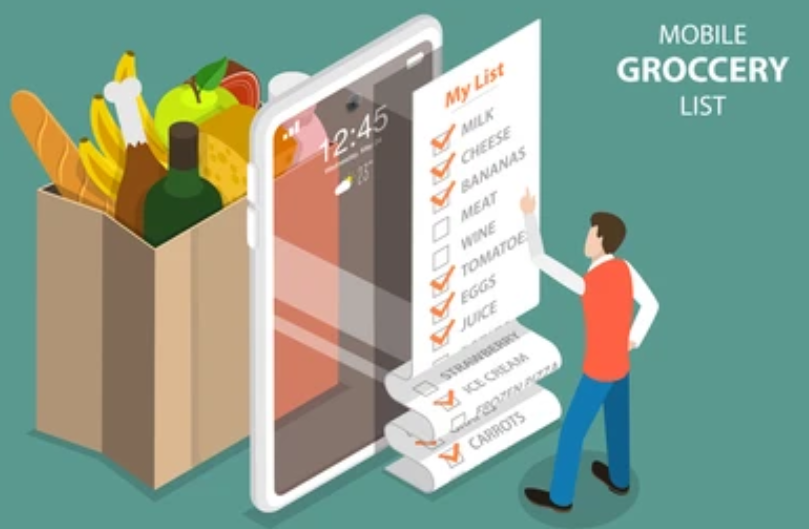 MOBILE
GROCCERY
LIST
12:45
My List
MILK
CHEESE
BANANAS
MEAT
WINE
TOMATOES
EGGS
JUICE
STRAWBERRY
ICE CREAM
FROZEN PIZZA
CARROTS